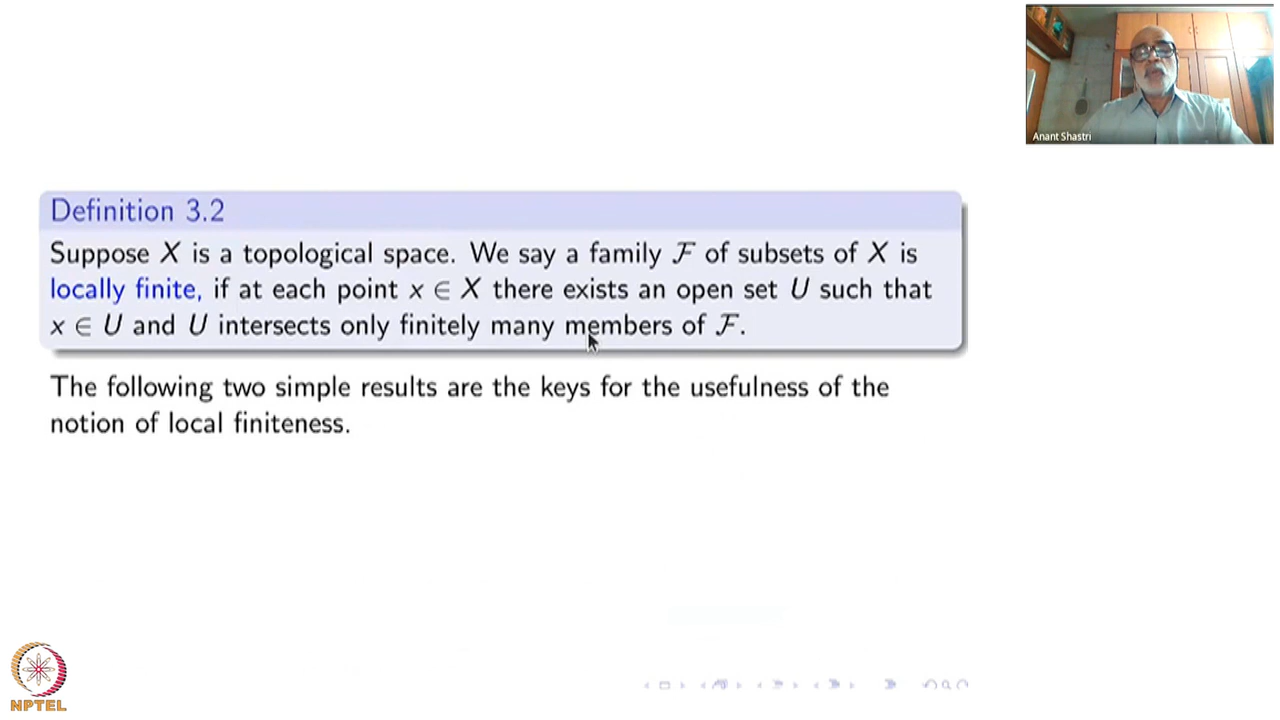 Anant Shastri
Definition 3.2
Suppose X is a topological space. We say a family ℱ of subsets of X is
locally finite, if at each point x ∈ X there exists an open set U such that
x ∈ U and U intersects only finitely many members of ℱ.
The following two simple results are the keys for the usefulness of the
notion of local finiteness.
NPTEL